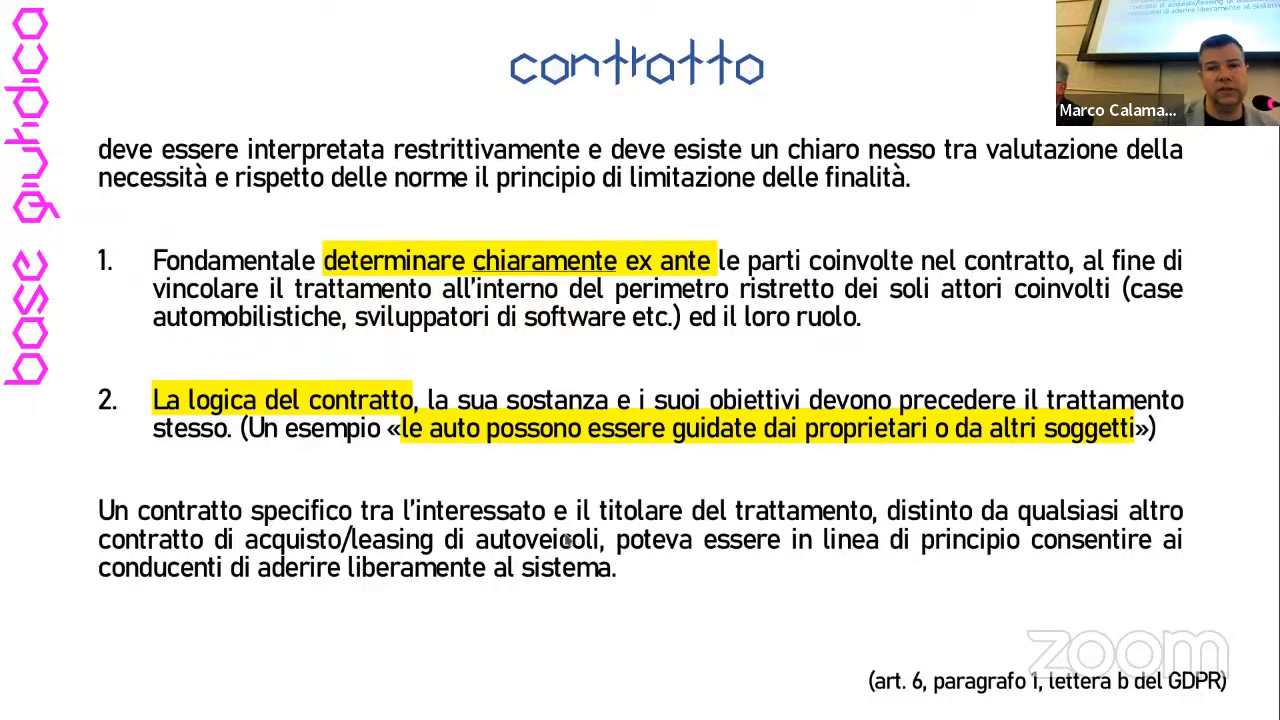 contratto
base giuridica
Marco Calama...
deve essere interpretata restrittivamente e deve esiste un chiaro nesso tra valutazione della
necessità e rispetto delle norme il principio di limitazione delle finalità.
1. Fondamentale determinare chiaramente ex ante le parti coinvolte nel contratto, al fine di
vincolare il trattamento all'interno del perimetro ristretto dei soli attori coinvolti (case
automobilistiche, sviluppatori di software etc.) ed il loro ruolo.
2. La logica del contratto, la sua sostanza e i suoi obiettivi devono precedere il trattamento
stesso. (Un esempio «le auto possono essere guidate dai proprietari o da altri soggetti»)
Un contratto specifico tra l'interessato e il titolare del trattamento, distinto da qualsiasi altro
contratto di acquisto/leasing di autoveicoli, poteva essere in linea di principio consentire ai
conducenti di aderire liberamente al sistema.
zoom
(art. 6, paragrafo 1, lettera b del GDPR)